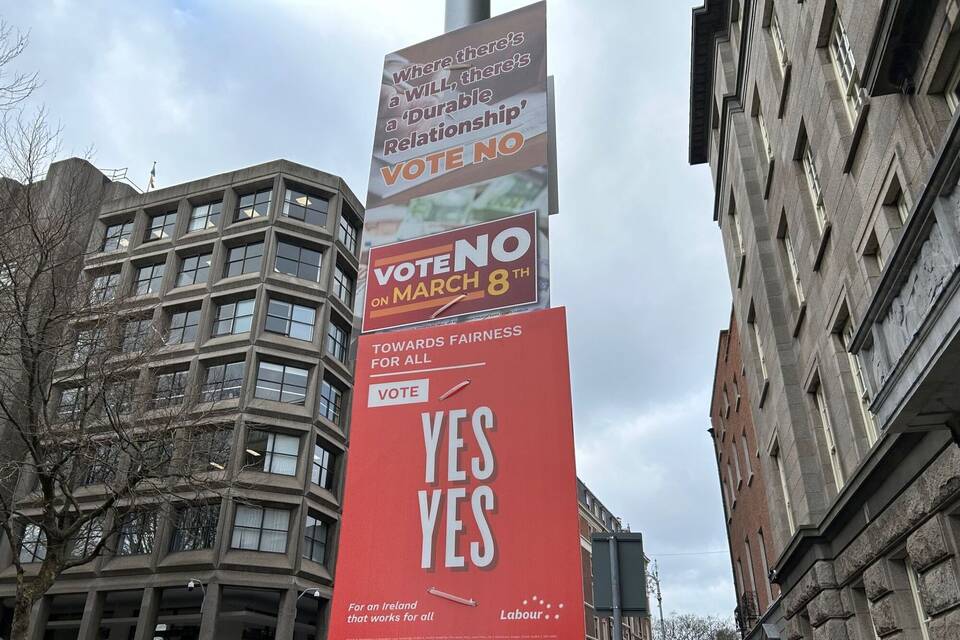 Where there's
a WILL, there's
a 'Durable
Relationship'
VOTE NO
VOTE NO
ON MARCH 8TH
TOWARDS FAIRNESS
FOR ALL
VOTE
YES
YES
For an Ireland
that works for all
Labour